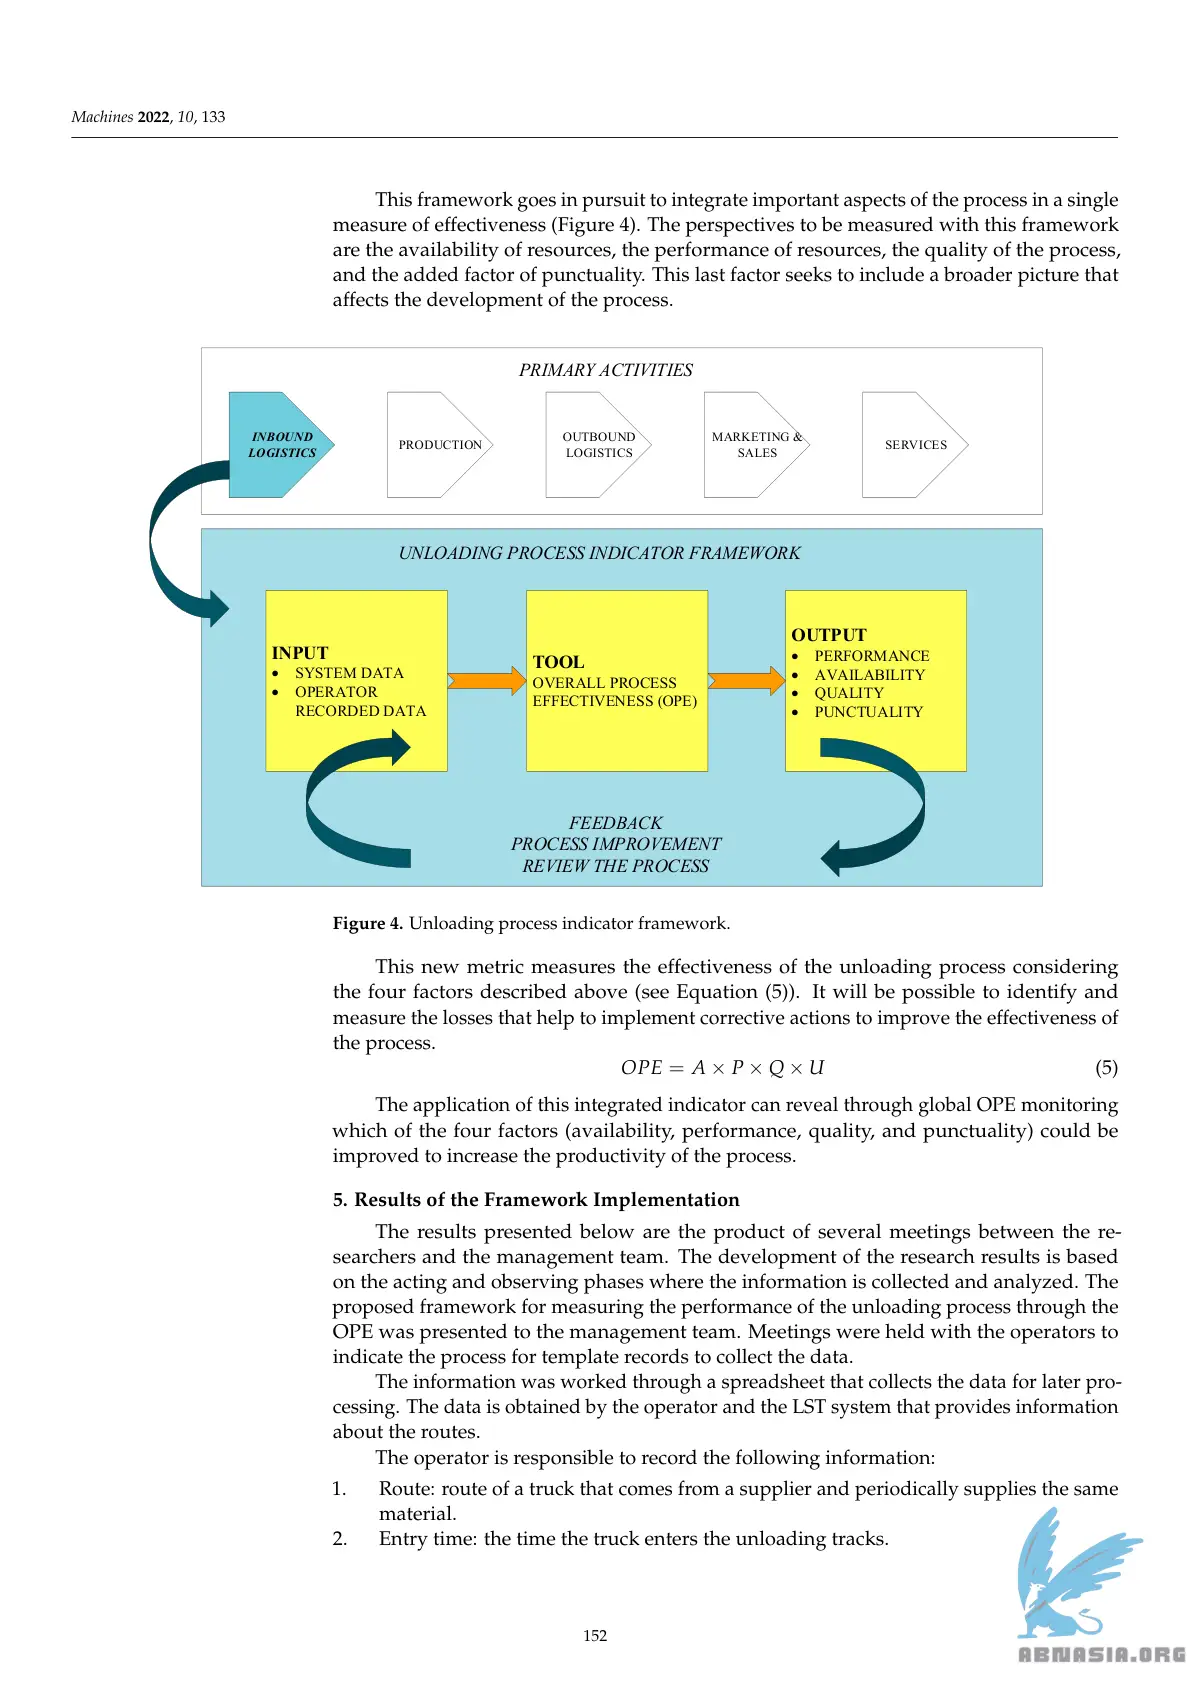 Machines 2022, 10, 133
This framework goes in pursuit to integrate important aspects of the process in a single
measure of effectiveness (Figure 4). The perspectives to be measured with this framework
are the availability of resources, the performance of resources, the quality of the process,
and the added factor of punctuality. This last factor seeks to include a broader picture that
affects the development of the process.
PRIMARY ACTIVITIES
INBOUND
LOGISTICS
PRODUCTION
OUTBOUND
LOGISTICS
MARKETING &
SALES
SERVICES
UNLOADING PROCESS INDICATOR FRAMEWORK
INPUT
• SYSTEM DATA
• OPERATOR
RECORDED DATA
TOOL
OVERALL PROCESS
EFFECTIVENESS (OPE)
OUTPUT
• PERFORMANCE
• AVAILABILITY
• QUALITY
• PUNCTUALITY
FEEDBACK
PROCESS IMPROVEMENT
REVIEW THE PROCESS
Figure 4. Unloading process indicator framework.
This new metric measures the effectiveness of the unloading process considering
the four factors described above (see Equation (5)). It will be possible to identify and
measure the losses that help to implement corrective actions to improve the effectiveness of
the process.
OPE = A × P × Q × U (5)
The application of this integrated indicator can reveal through global OPE monitoring
which of the four factors (availability, performance, quality, and punctuality) could be
improved to increase the productivity of the process.
5. Results of the Framework Implementation
The results presented below are the product of several meetings between the re-
searchers and the management team. The development of the research results is based
on the acting and observing phases where the information is collected and analyzed. The
proposed framework for measuring the performance of the unloading process through the
OPE was presented to the management team. Meetings were held with the operators to
indicate the process for template records to collect the data.
The information was worked through a spreadsheet that collects the data for later pro-
cessing. The data is obtained by the operator and the LST system that provides information
about the routes.
The operator is responsible to record the following information:
1. Route: route of a truck that comes from a supplier and periodically supplies the same
material.
2. Entry time: the time the truck enters the unloading tracks.
152
ABNASIA.ORG